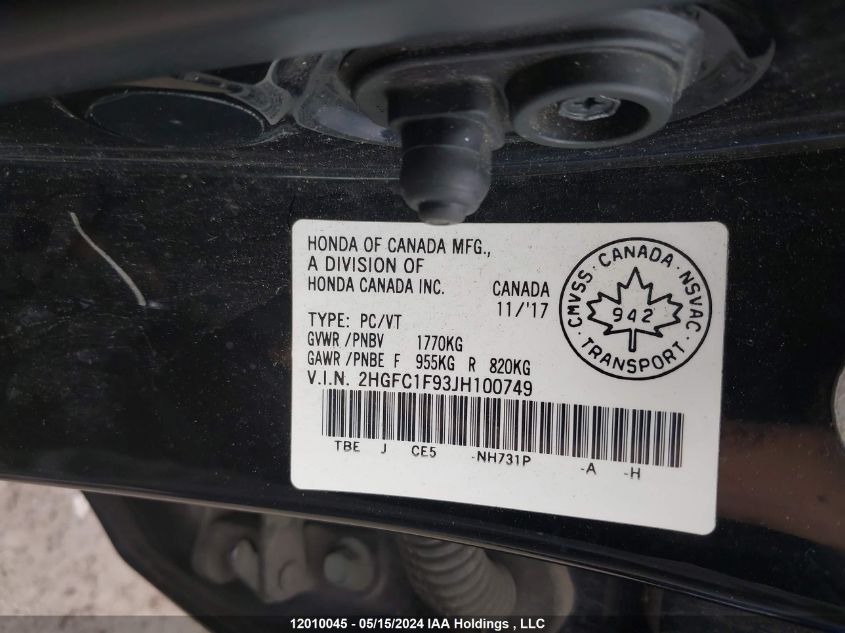 HONDA OF CANADA MFG.,
A DIVISION OF
HONDA CANADA INC. CANADA
11/'17
TYPE: PC/VT
GVWR /PNBV 1770KG
GAWR /PNBE F 955KG R 820KG
V.I.N. 2HGFC1F93JH100749
TBE J CE5 -NH731P -A -H
CMVSS · CANADA · NSVAC
942
TRANSPORT
12010045 - 05/15/2024 IAA Holdings , LLC